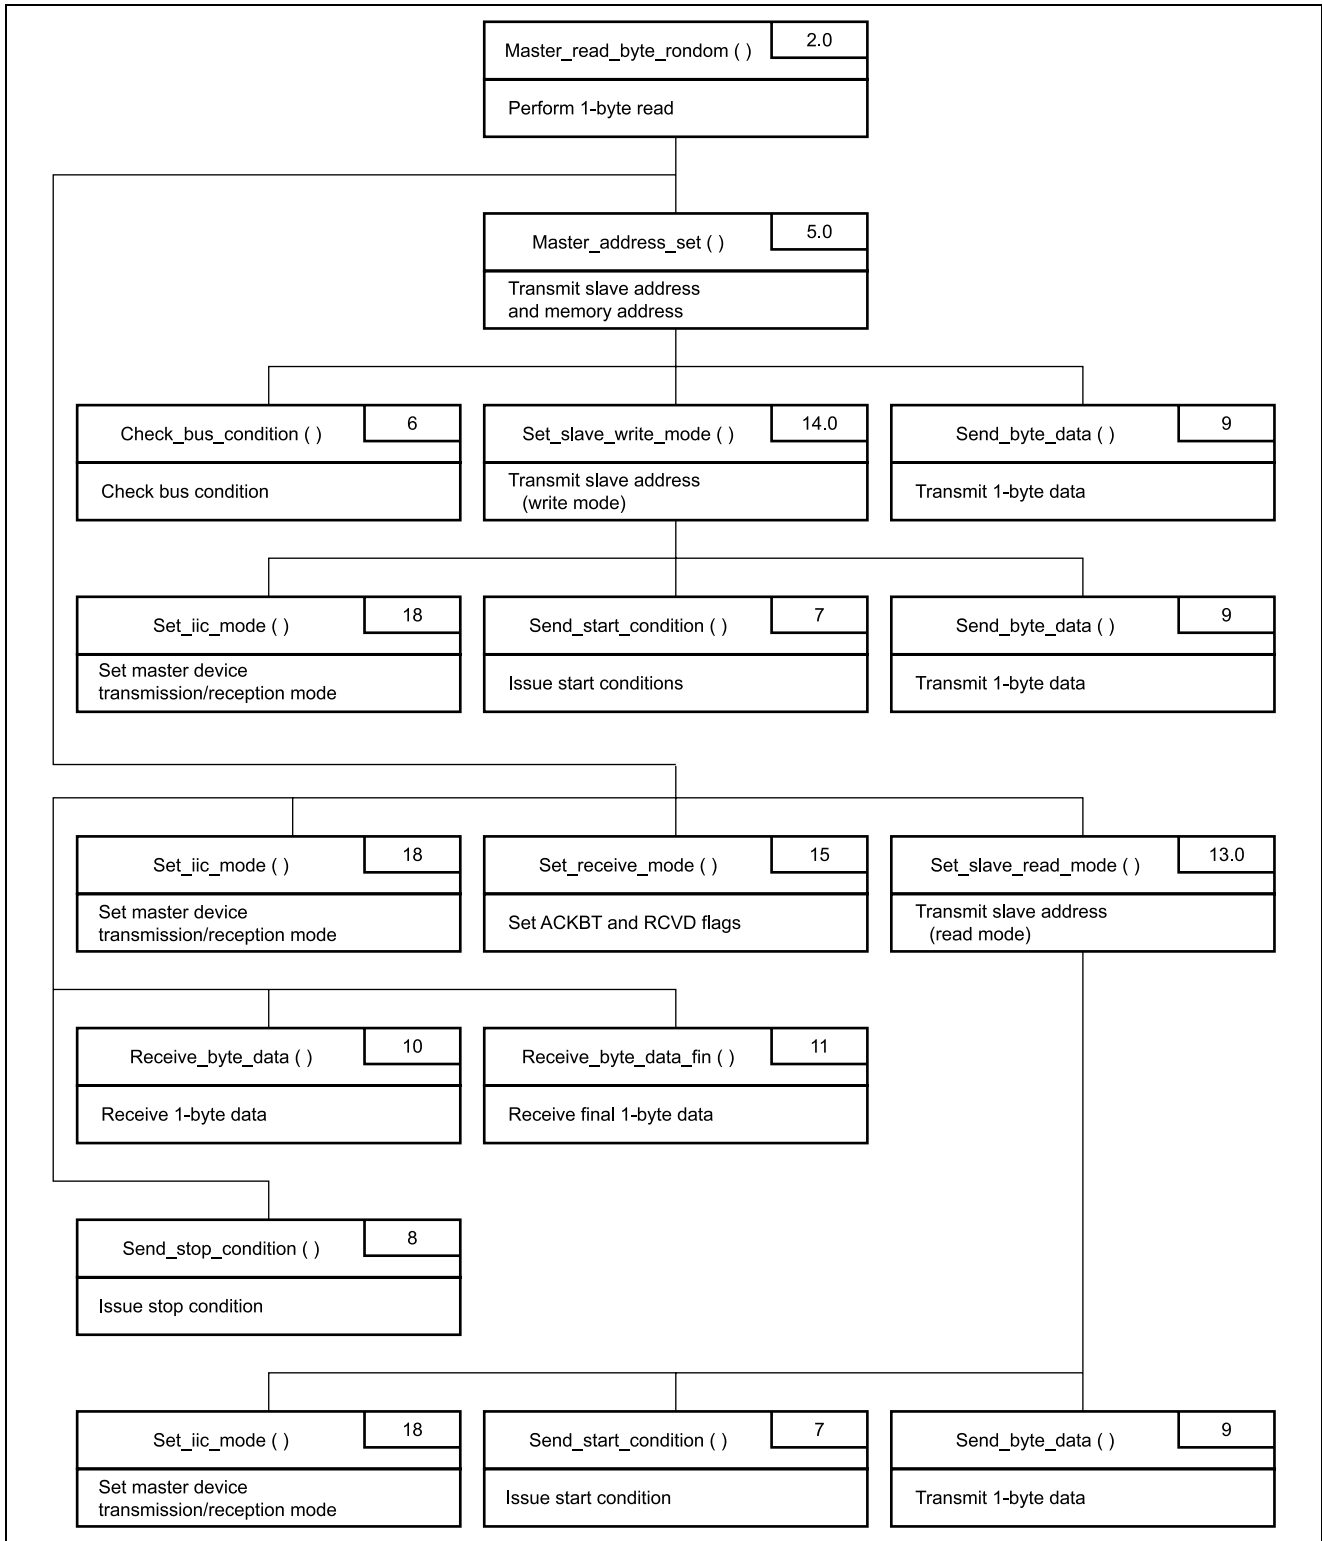 Master_read_byte_rondom ( )
2.0
Perform 1-byte read
Master_address_set ( )
5.0
Transmit slave address
and memory address
Check_bus_condition ( )
6
Check bus condition
Set_slave_write_mode ( )
14.0
Transmit slave address
(write mode)
Send_byte_data ( )
9
Transmit 1-byte data
Set_iic_mode ( )
18
Set master device
transmission/reception mode
Send_start_condition ( )
7
Issue start conditions
Send_byte_data ( )
9
Transmit 1-byte data
Set_iic_mode ( )
18
Set master device
transmission/reception mode
Set_receive_mode ( )
15
Set ACKBT and RCVD flags
Set_slave_read_mode ( )
13.0
Transmit slave address
(read mode)
Receive_byte_data ( )
10
Receive 1-byte data
Receive_byte_data_fin ( )
11
Receive final 1-byte data
Send_stop_condition ( )
8
Issue stop condition
Set_iic_mode ( )
18
Set master device
transmission/reception mode
Send_start_condition ( )
7
Issue start condition
Send_byte_data ( )
9
Transmit 1-byte data